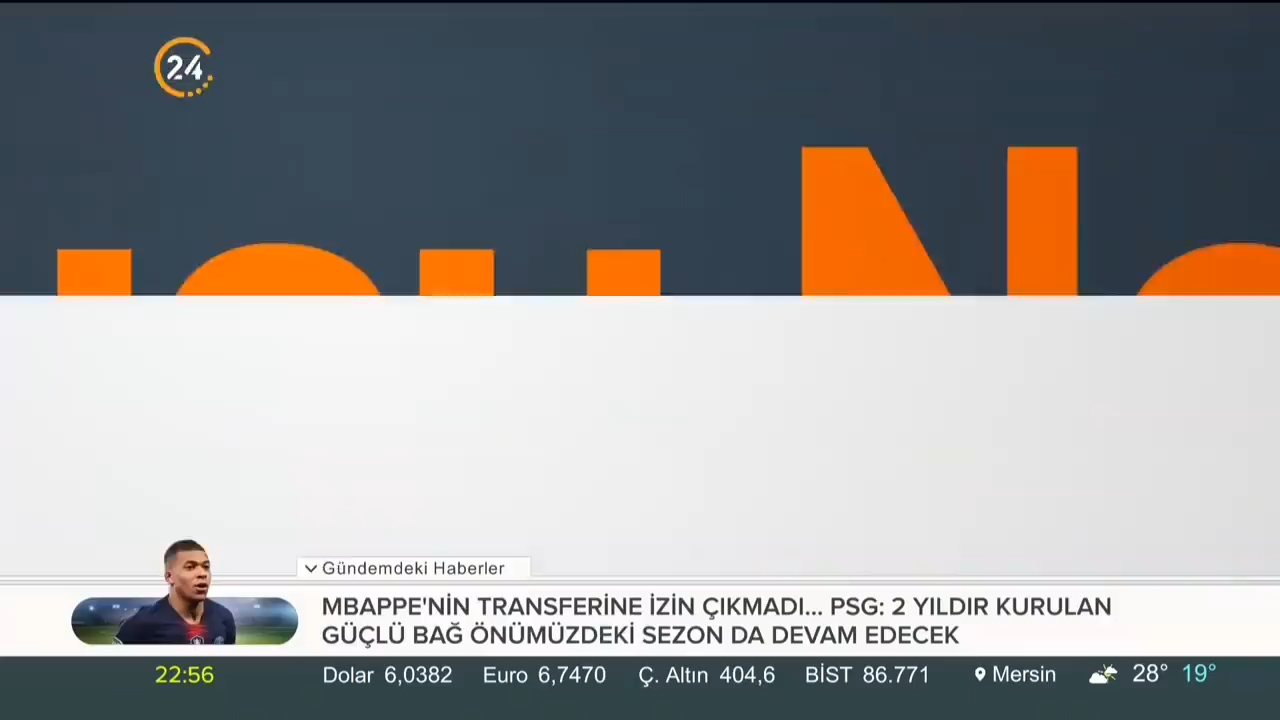 24
Gündemdeki Haberler
MBAPPE'NİN TRANSFERİNE İZİN ÇIKMADI... PSG: 2 YILDIR KURULAN
GÜÇLÜ BAĞ ÖNÜMÜZDEKİ SEZON DA DEVAM EDECEK
22:56 Dolar 6,0382 Euro 6,7470 Ç. Altın 404,6 BİST 86.771 Mersin 28° 19°